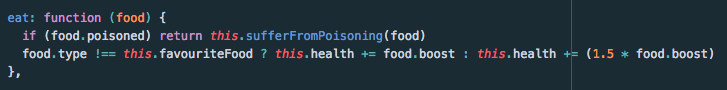 eat: function (food) {
  if (food.poisoned) return this.sufferFromPoisoning(food)
  food.type !== this.favouriteFood ? this.health += food.boost : this.health += (1.5 * food.boost)
},